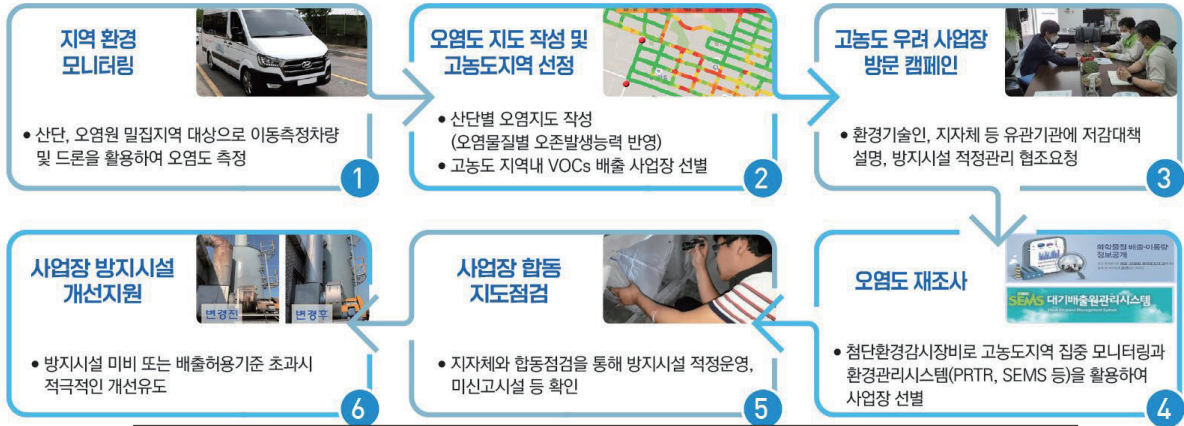 지역 환경
모니터링
• 산단, 오염원 밀집지역 대상으로 이동측정차량
및 드론을 활용하여 오염도 측정
1
오염도 지도 작성 및
고농도지역 선정
• 산단별 오염지도 작성
(오염물질별 오존발생능력 반영)
• 고농도 지역내 VOCs 배출 사업장 선별
2
고농도 우려 사업장
방문 캠페인
• 환경기술인, 지자체 등 유관기관에 저감대책
설명, 방지시설 적정관리 협조요청
3
오염도 재조사
화학물질 배출·이동량
정보공개
SEMS 대기배출원관리시스템
• 첨단환경감시장비로 고농도지역 집중 모니터링과
환경관리시스템(PRTR, SEMS 등)을 활용하여
사업장 선별
4
사업장 합동
지도점검
• 지자체와 합동점검을 통해 방지시설 적정운영,
미신고시설 등 확인
5
사업장 방지시설
개선지원
변경전
변경후
• 방지시설 미비 또는 배출허용기준 초과시
적극적인 개선유도
6